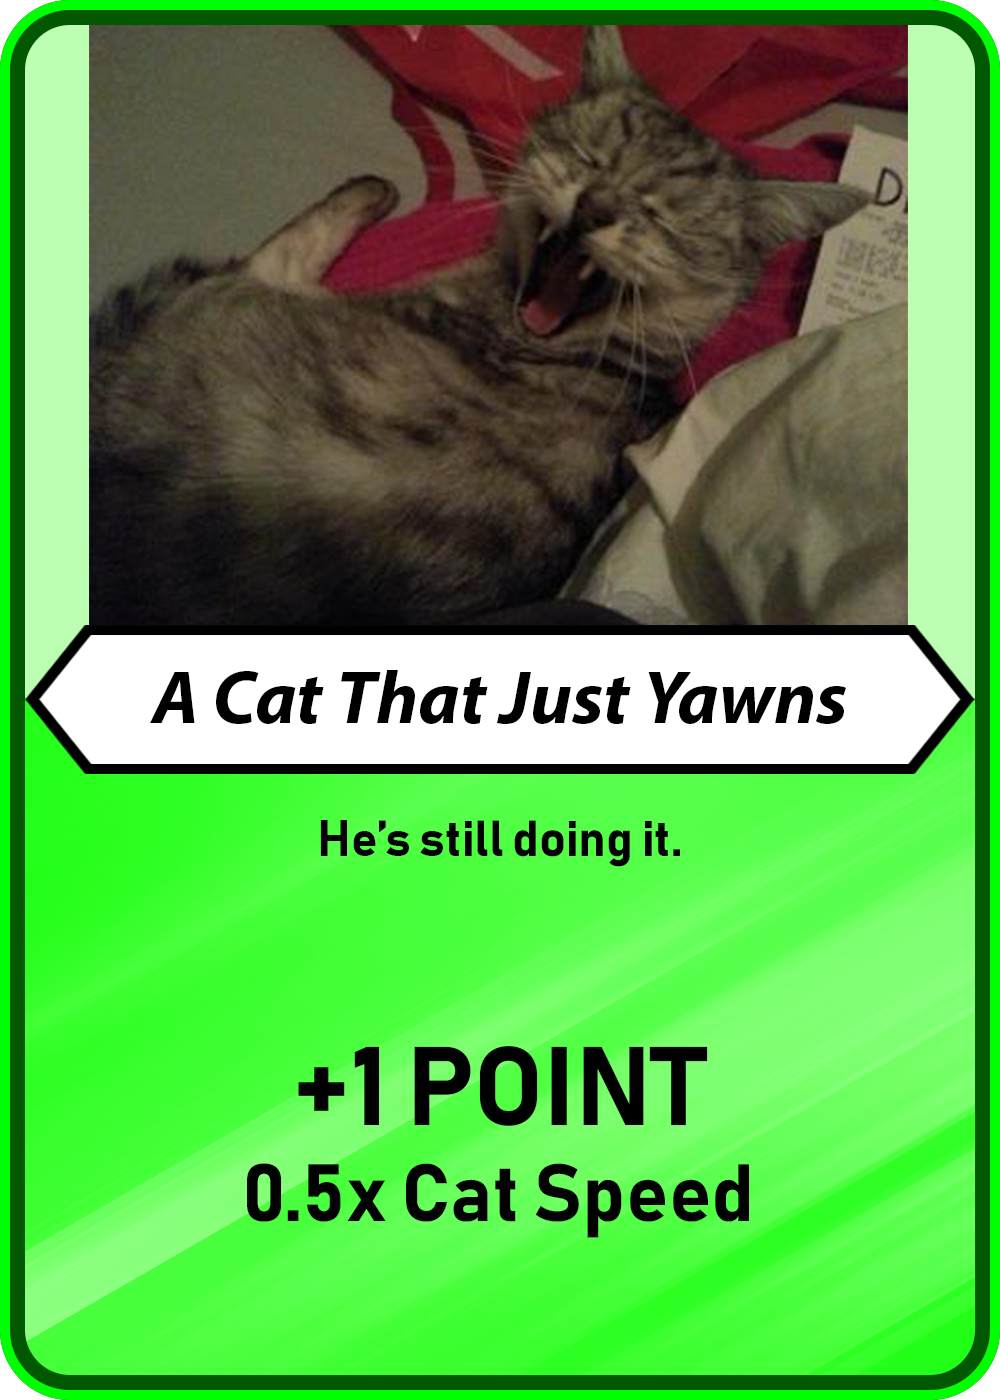 D
A Cat That Just Yawns
He's still doing it.
+1 POINT
0.5x Cat Speed